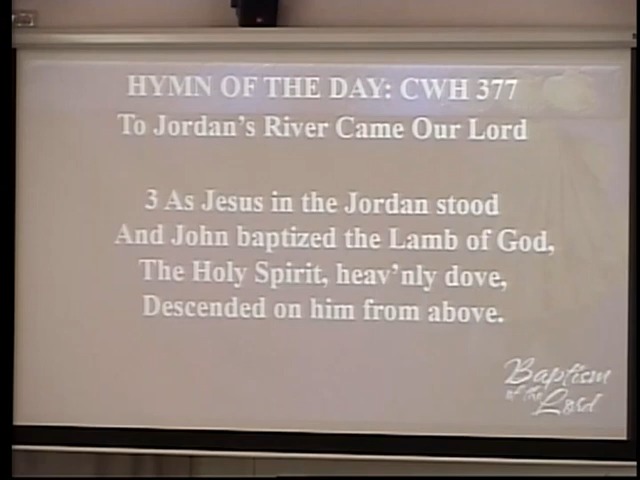 HYMN OF THE DAY: CWH 377
To Jordan's River Came Our Lord
3 As Jesus in the Jordan stood
And John baptized the Lamb of God,
The Holy Spirit, heav'nly dove,
Descended on him from above.
Baptism
of the
Lord